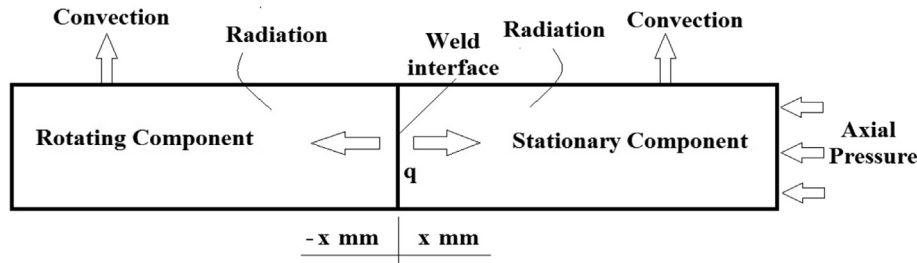 Convection
Radiation
Weld
interface
Radiation
Convection
Rotating Component
q
Stationary Component
Axial
Pressure
- x mm
x mm